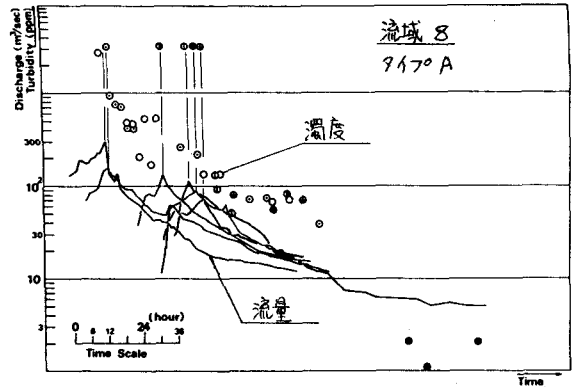 Discharge (m³/sec)
Turbidity (ppm)
流域 8
タイプA
濁度
300
10²
30
10
3
流量
(hour)
0 6 12 24 36
Time Scale
Time